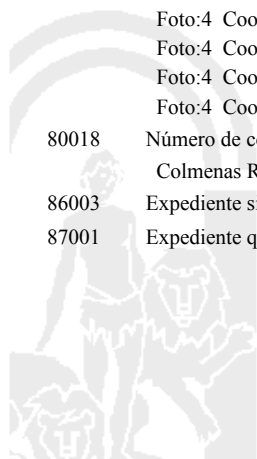 Foto:4 Coo
Foto:4 Coo
Foto:4 Coo
Foto:4 Coo
80018 Número de c
Colmenas R
86003 Expediente s
87001 Expediente q